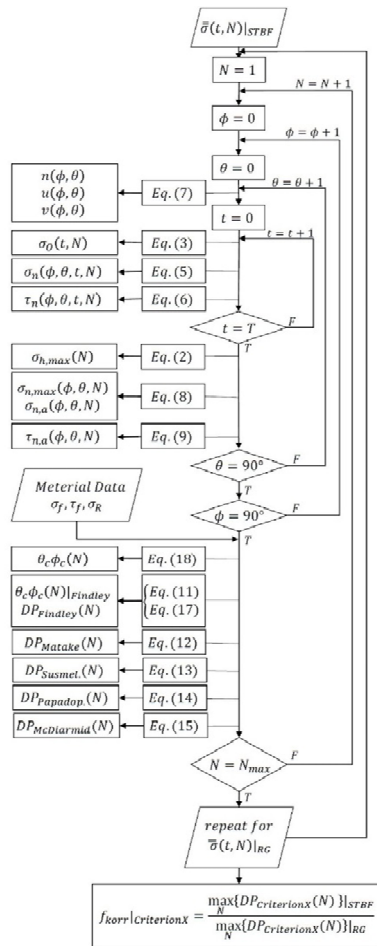 σ̿(t,N)|STBF
N = 1
N = N + 1
ϕ = 0
ϕ = ϕ + 1
θ = 0
θ = θ + 1
n(ϕ,θ)
u(ϕ,θ)
v(ϕ,θ)
Eq.(7)
t = 0
t = t + 1
σO(t,N)
Eq.(3)
σn(ϕ,θ,t,N)
Eq.(5)
τn(ϕ,θ,t,N)
Eq.(6)
t = T
F
T
σh,max(N)
Eq.(2)
σn,max(ϕ,θ,N)
σn,a(ϕ,θ,N)
Eq.(8)
τn,a(ϕ,θ,N)
Eq.(9)
θ = 90°
F
T
Meterial Data
σf,τf,σR
ϕ = 90°
F
T
θcϕc(N)
Eq.(18)
θcϕc(N)|Findley
DPFindley(N)
{Eq.(11)
Eq.(17)
DPMatake(N)
Eq.(12)
DPSusmel.(N)
Eq.(13)
DPPapadop.(N)
Eq.(14)
DPMcDiarmid(N)
Eq.(15)
N = Nmax
F
T
repeat for
σ̿(t,N)|RG
fkorr|CriterionX = max N{DPCriterionX(N)}|STBF
max N{DPCriterionX(N)}|RG